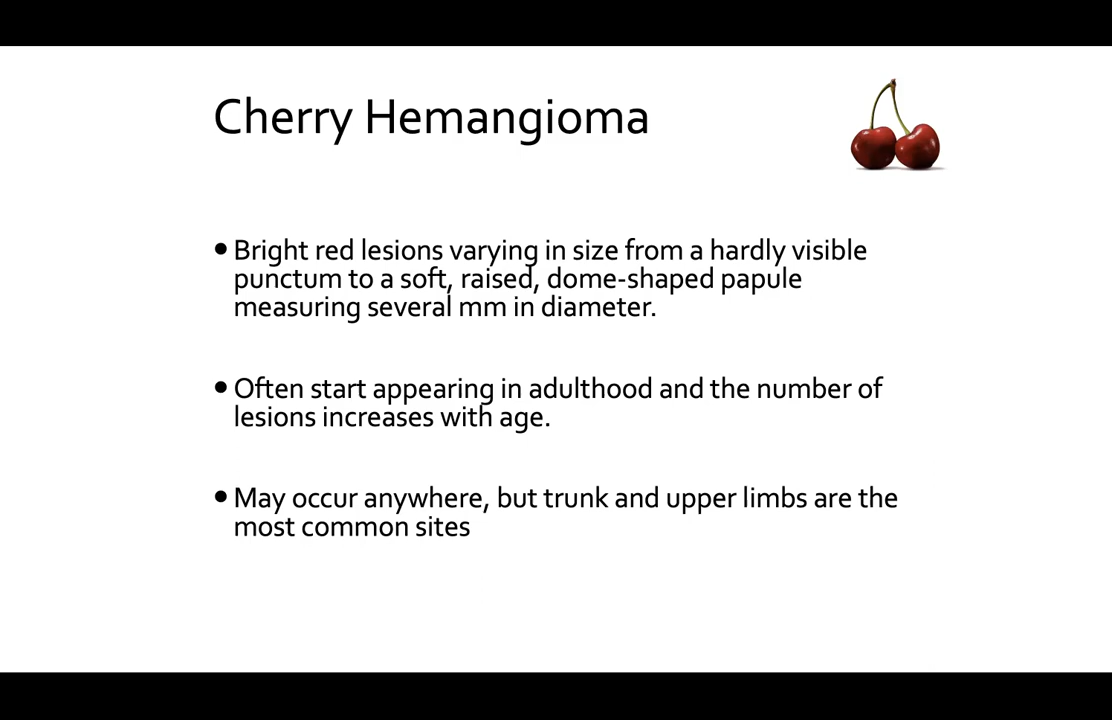 Cherry Hemangioma
• Bright red lesions varying in size from a hardly visible
punctum to a soft, raised, dome-shaped papule
measuring several mm in diameter.
• Often start appearing in adulthood and the number of
lesions increases with age.
• May occur anywhere, but trunk and upper limbs are the
most common sites